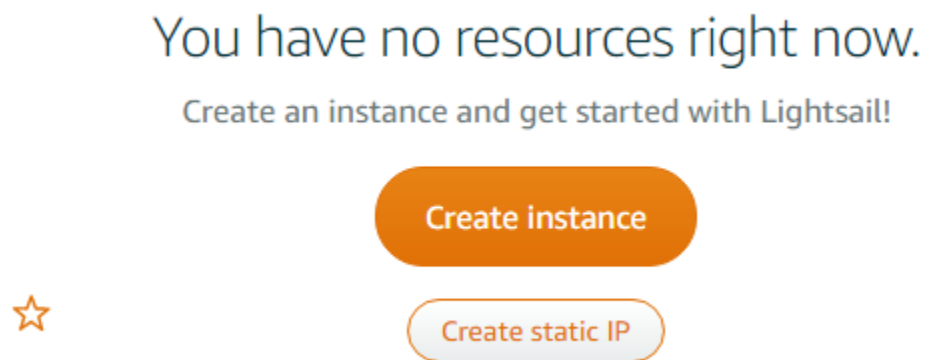 You have no resources right now.
Create an instance and get started with Lightsail!
Create instance
Create static IP